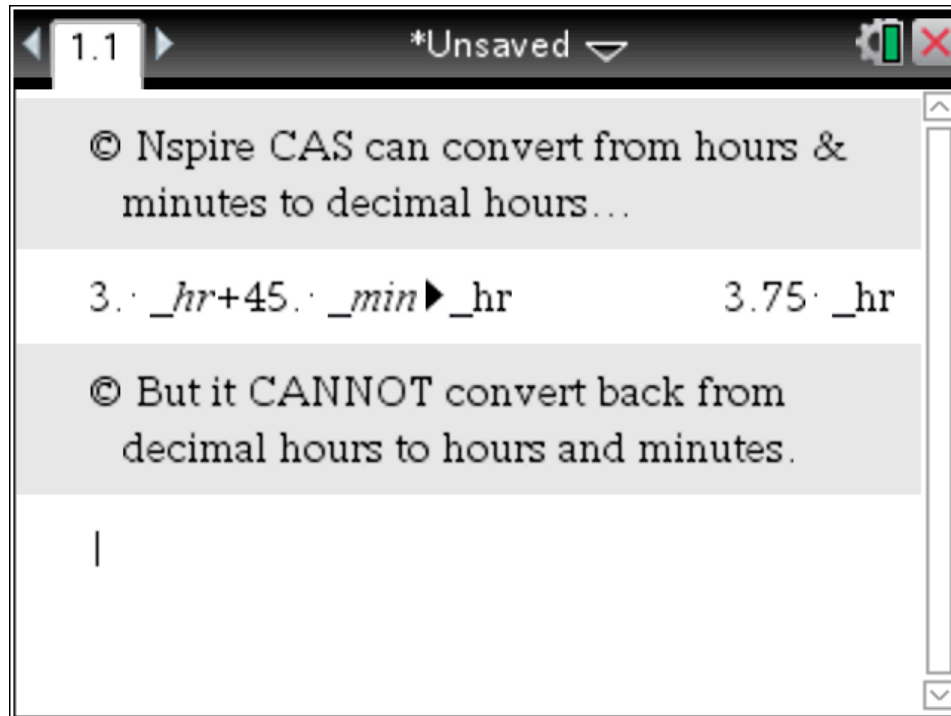 1.1 *Unsaved
© Nspire CAS can convert from hours &
minutes to decimal hours...
3.· _hr+45.· _min▶_hr 3.75· _hr
© But it CANNOT convert back from
decimal hours to hours and minutes.